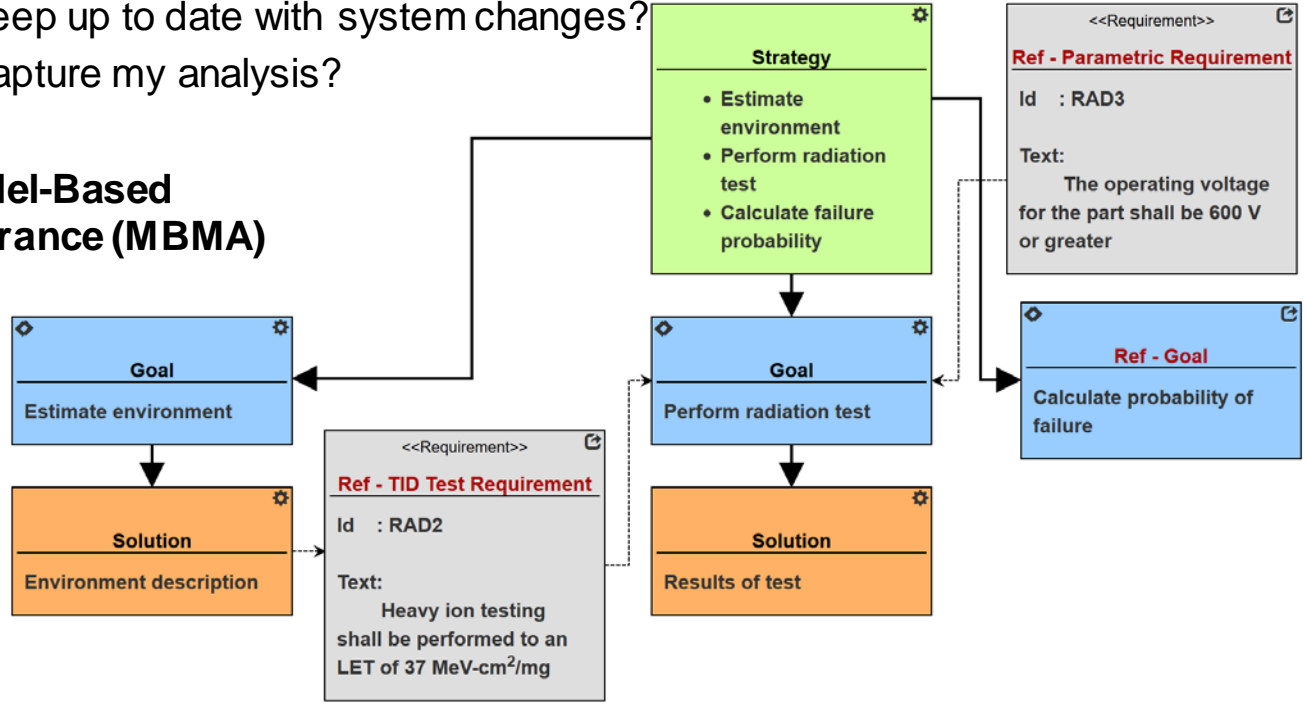 eep up to date with system changes?
apture my analysis?
del-Based
rance (MBMA)
Strategy
• Estimate
environment
• Perform radiation
test
• Calculate failure
probability
<<Requirement>>
Ref - Parametric Requirement
Id : RAD3
Text:
The operating voltage
for the part shall be 600 V
or greater
Goal
Estimate environment
Goal
Perform radiation test
Ref - Goal
Calculate probability of
failure
Solution
Environment description
<<Requirement>>
Ref - TID Test Requirement
Id : RAD2
Text:
Heavy ion testing
shall be performed to an
LET of 37 MeV-cm²/mg
Solution
Results of test